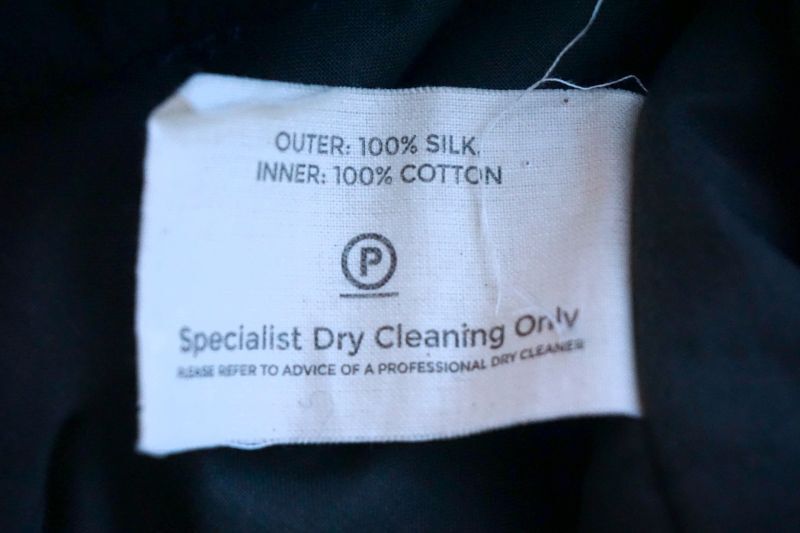 OUTER: 100% SILK
INNER: 100% COTTON
P
Specialist Dry Cleaning Only
PLEASE REFER TO ADVICE OF A PROFESSIONAL DRY CLEANER